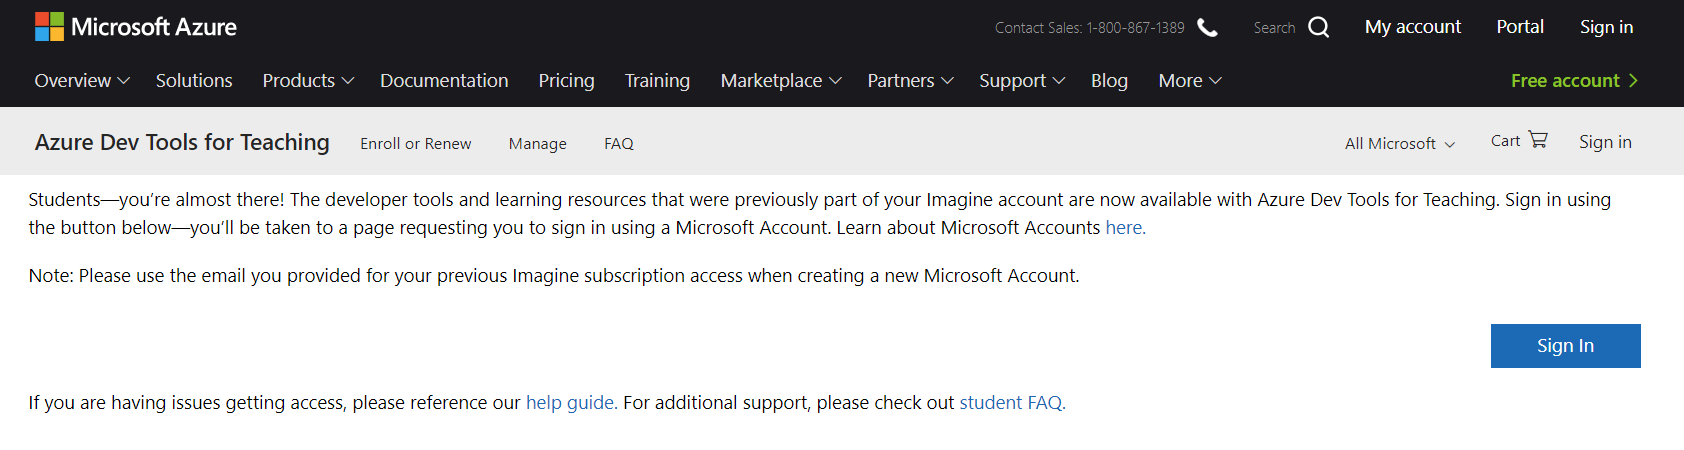 Microsoft Azure
Contact Sales: 1-800-867-1389 Search My account Portal Sign in
Overview Solutions Products Documentation Pricing Training Marketplace Partners Support Blog More Free account
Azure Dev Tools for Teaching Enroll or Renew Manage FAQ All Microsoft Cart Sign in
Students—you’re almost there! The developer tools and learning resources that were previously part of your Imagine account are now available with Azure Dev Tools for Teaching. Sign in using
the button below—you’ll be taken to a page requesting you to sign in using a Microsoft Account. Learn about Microsoft Accounts here.
Note: Please use the email you provided for your previous Imagine subscription access when creating a new Microsoft Account.
Sign In
If you are having issues getting access, please reference our help guide. For additional support, please check out student FAQ.